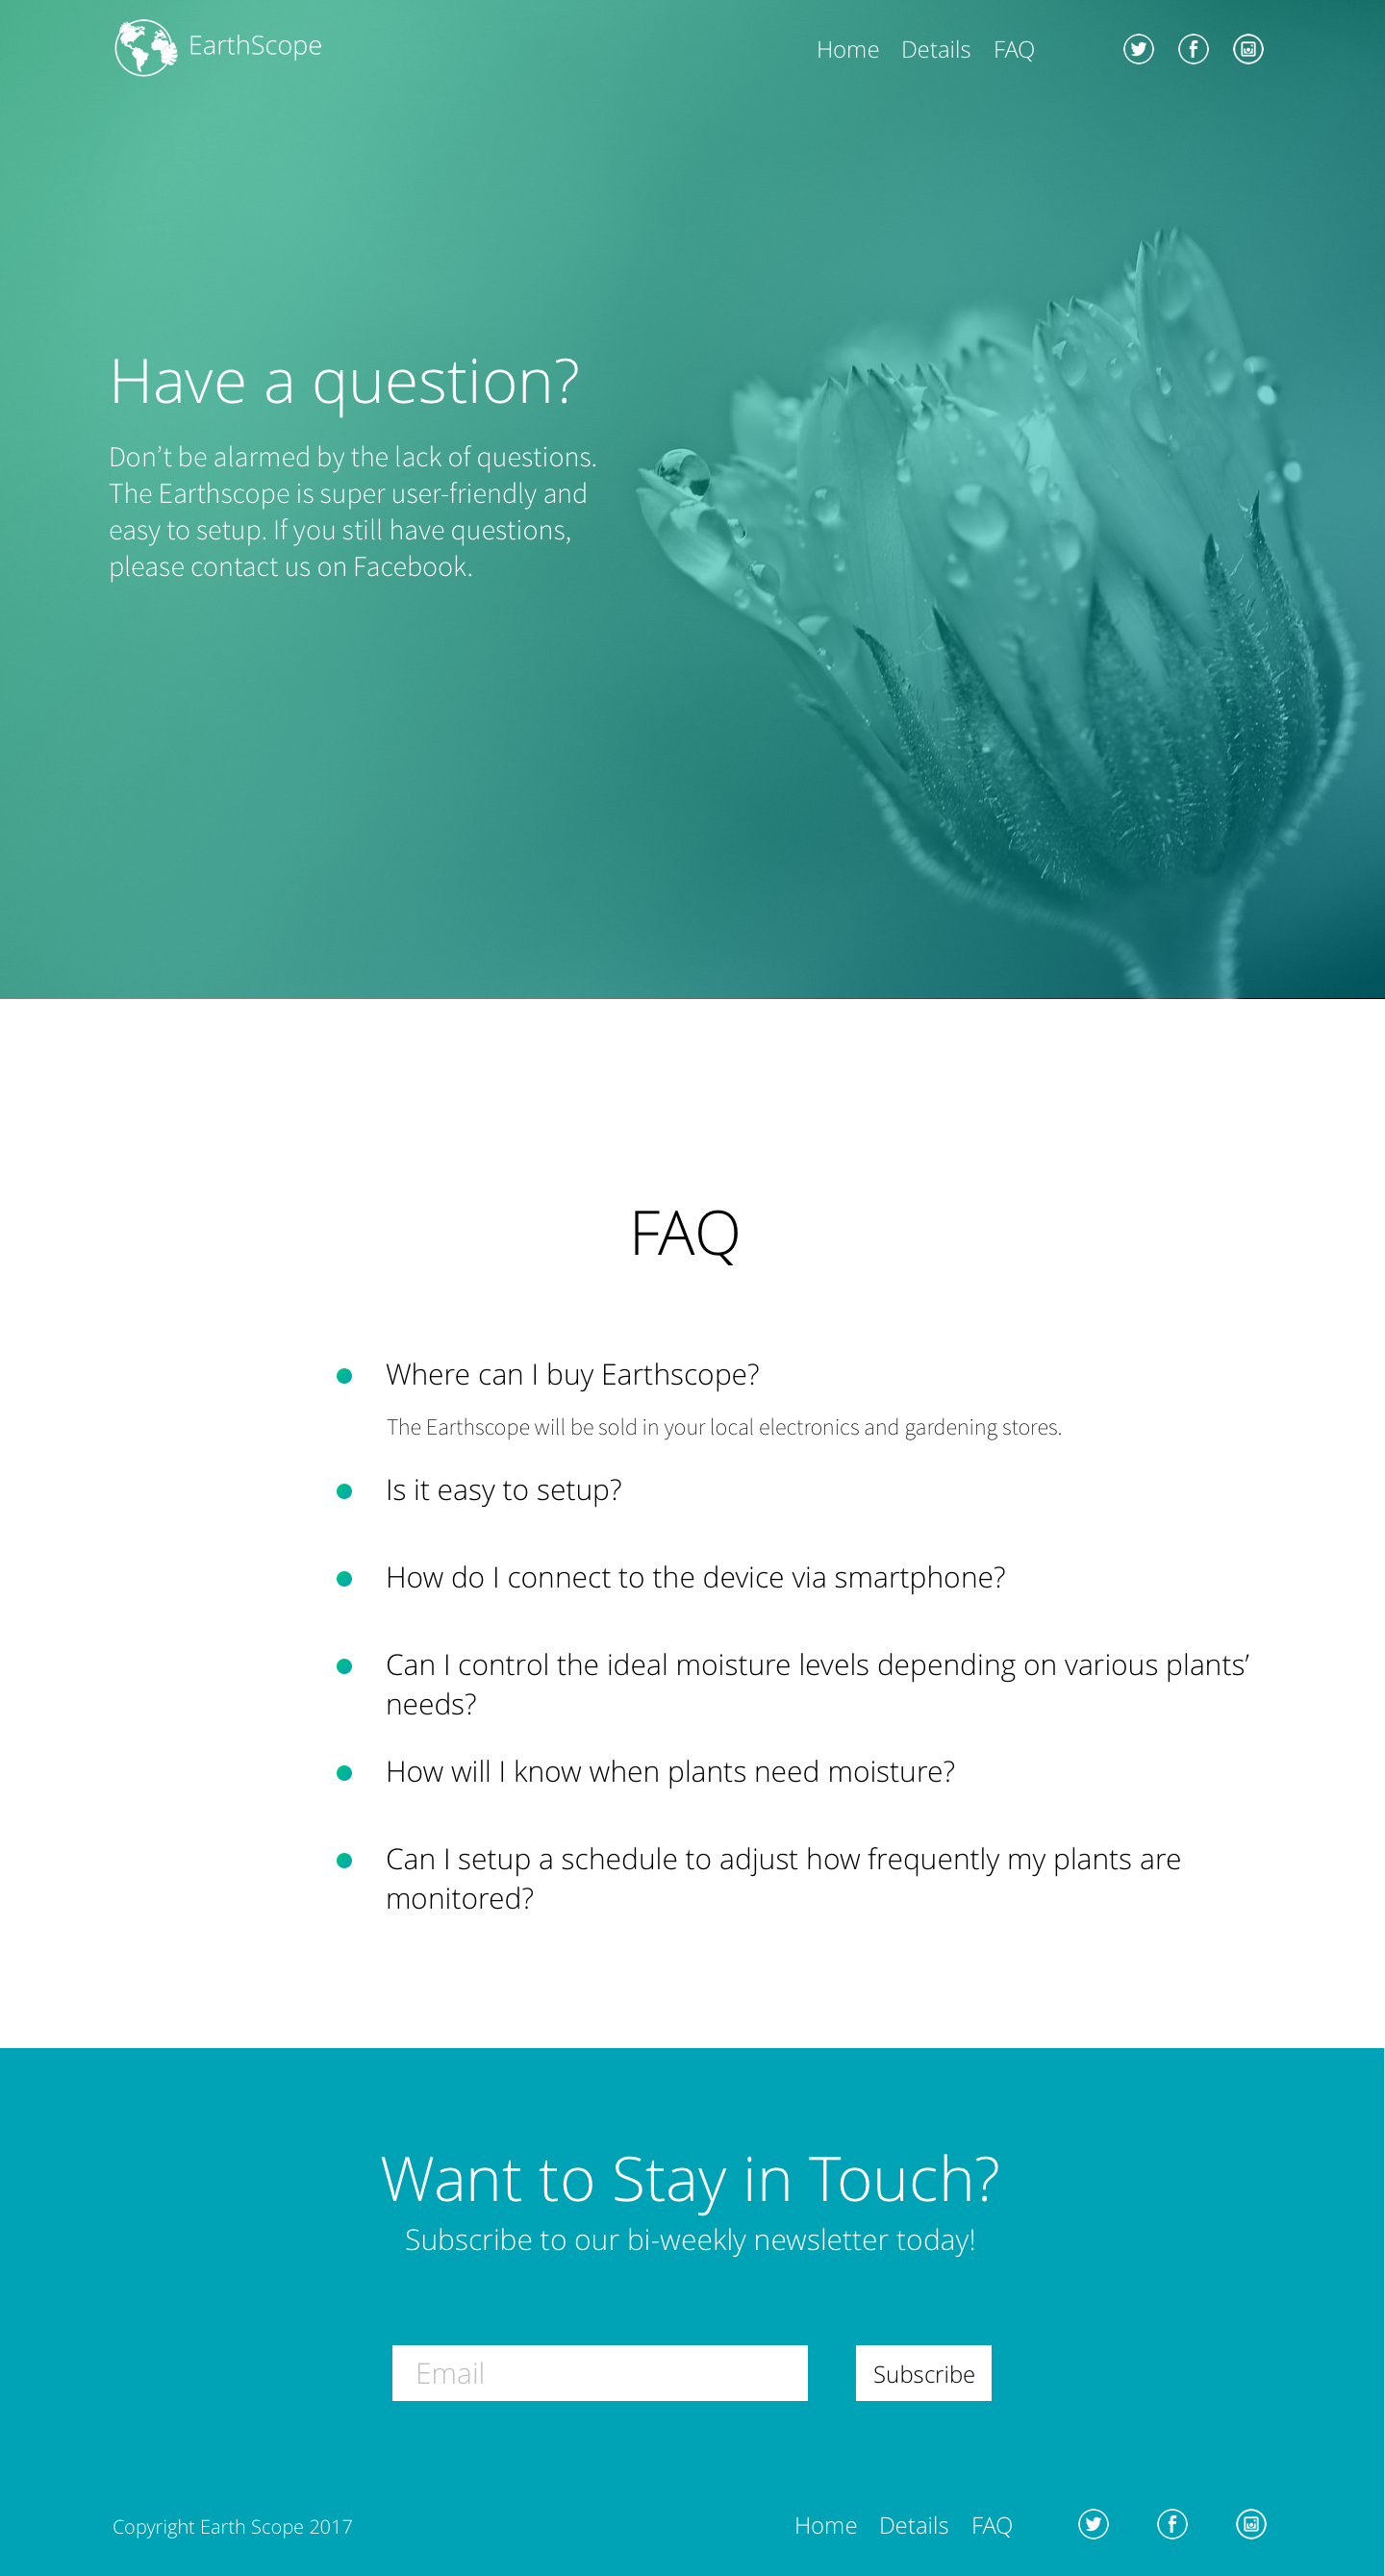 EarthScope
Home Details FAQ
Have a question?
Don’t be alarmed by the lack of questions.
The Earthscope is super user-friendly and
easy to setup. If you still have questions,
please contact us on Facebook.
FAQ
Where can I buy Earthscope?
The Earthscope will be sold in your local electronics and gardening stores.
Is it easy to setup?
How do I connect to the device via smartphone?
Can I control the ideal moisture levels depending on various plants’
needs?
How will I know when plants need moisture?
Can I setup a schedule to adjust how frequently my plants are
monitored?
Want to Stay in Touch?
Subscribe to our bi-weekly newsletter today!
Email
Subscribe
Copyright Earth Scope 2017
Home Details FAQ